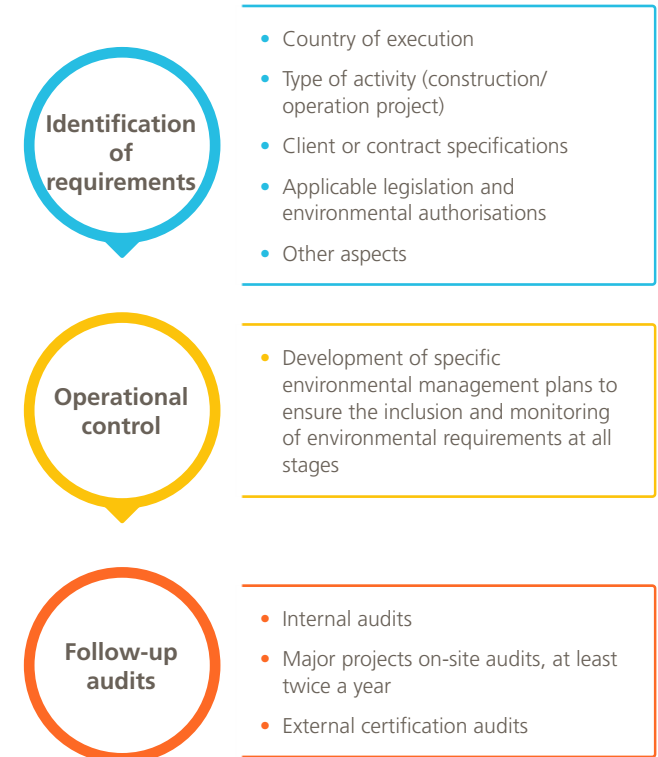 Identification
of
requirements
• Country of execution
• Type of activity (construction/
operation project)
• Client or contract specifications
• Applicable legislation and
environmental authorisations
• Other aspects
Operational
control
• Development of specific
environmental management plans to
ensure the inclusion and monitoring
of environmental requirements at all
stages
Follow-up
audits
• Internal audits
• Major projects on-site audits, at least
twice a year
• External certification audits